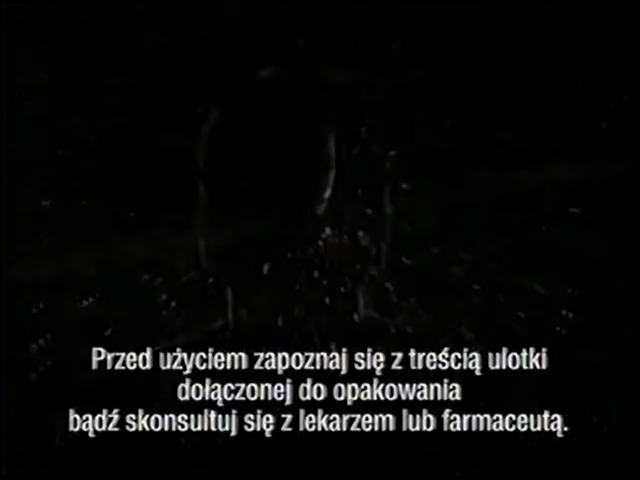 Przed użyciem zapoznaj się z treścią ulotki
dołączonej do opakowania
bądź skonsultuj się z lekarzem lub farmaceutą.